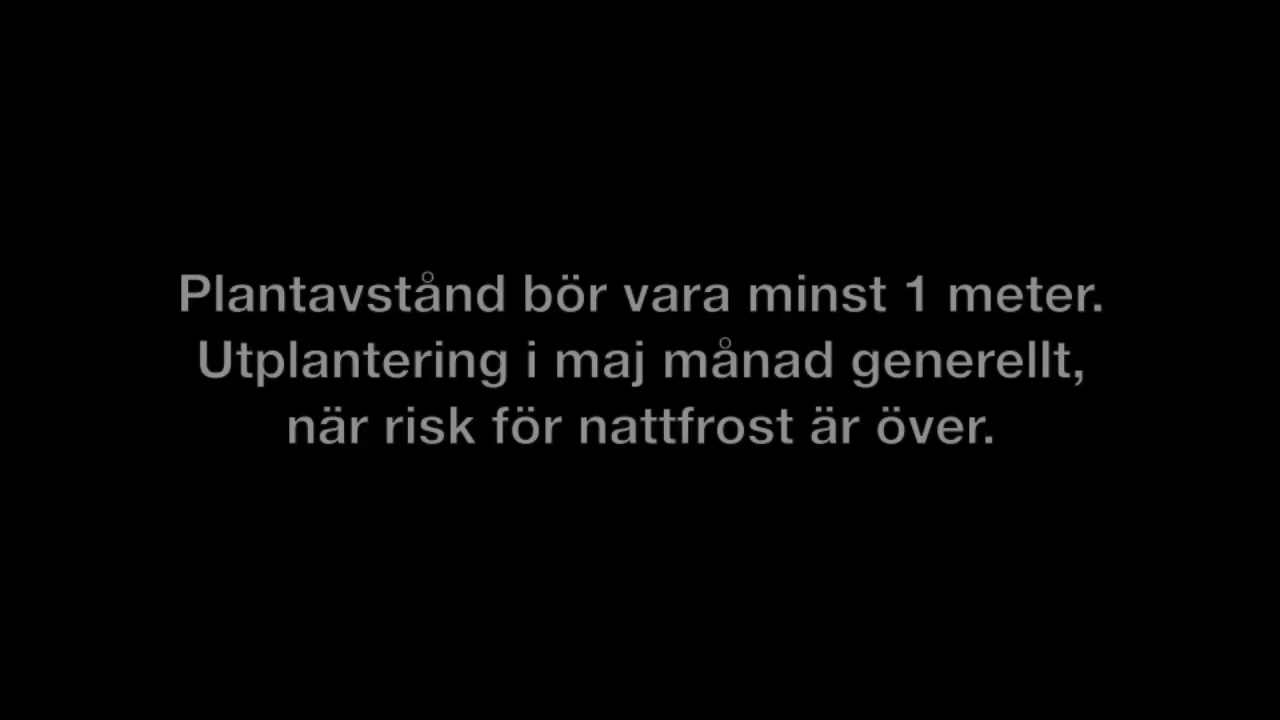 Plantavstånd bör vara minst 1 meter.
Utplantering i maj månad generellt,
när risk för nattfrost är över.